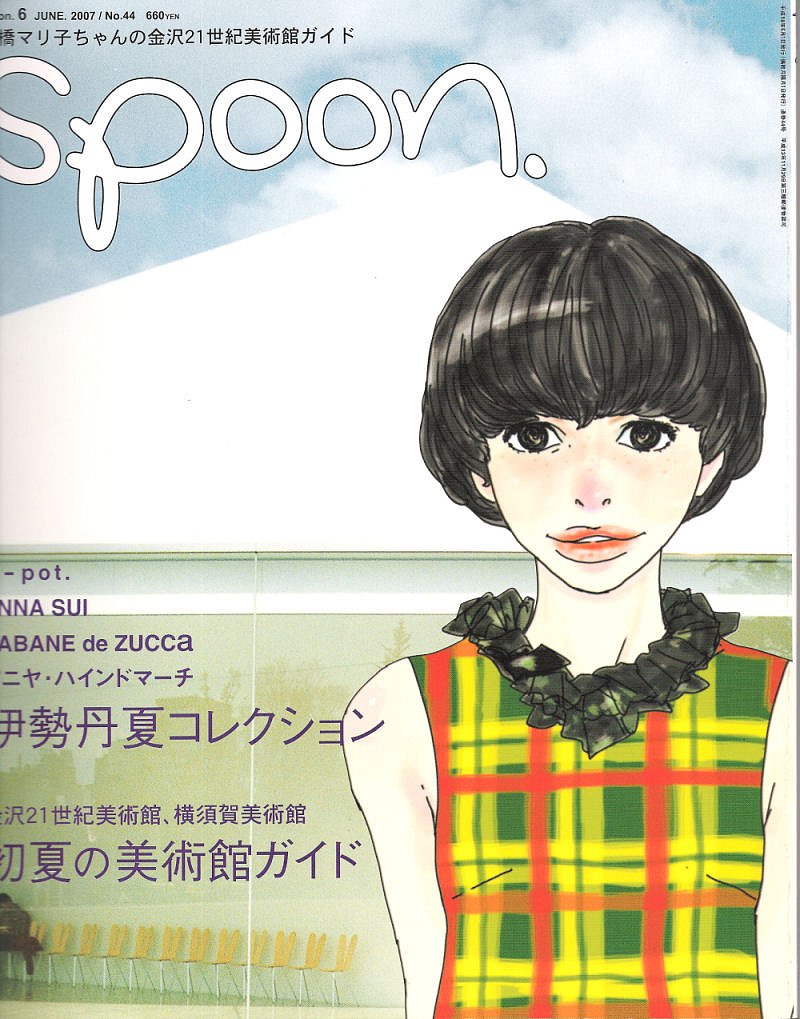 on. 6 JUNE. 2007 / No.44 660YEN
橋マリ子ちゃんの金沢21世紀美術館ガイド
spoon.
- pot.
NNA SUI
ABANE de ZUCCa
ニヤ・ハインドマーチ
伊勢丹夏コレクション
金沢21世紀美術館、横須賀美術館
初夏の美術館ガイド